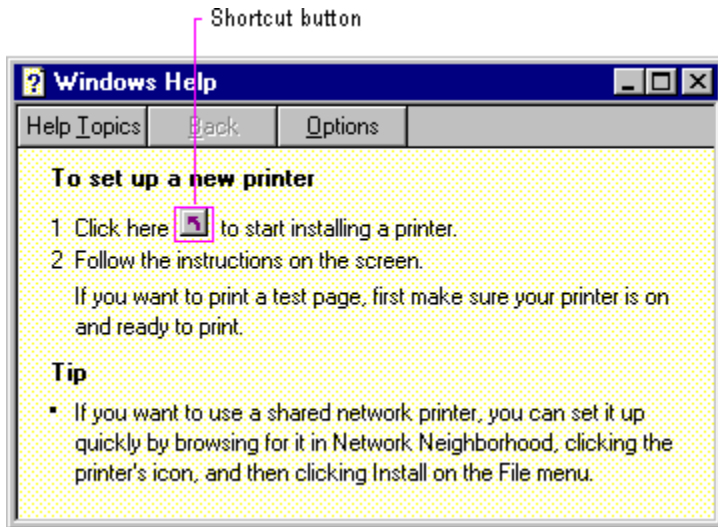 Shortcut button
Windows Help
Help Topics Back Options
To set up a new printer
1 Click here to start installing a printer.
2 Follow the instructions on the screen.
If you want to print a test page, first make sure your printer is on
and ready to print.
Tip
▪ If you want to use a shared network printer, you can set it up
quickly by browsing for it in Network Neighborhood, clicking the
printer's icon, and then clicking Install on the File menu.